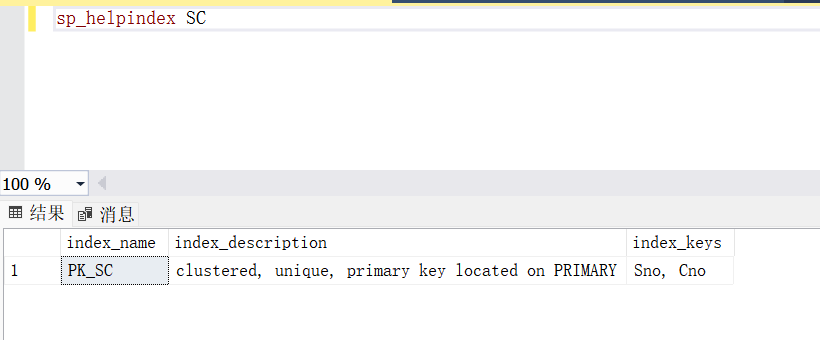 sp_helpindex SC
100 %
结果 消息
index_name index_description index_keys
1 PK_SC clustered, unique, primary key located on PRIMARY Sno, Cno